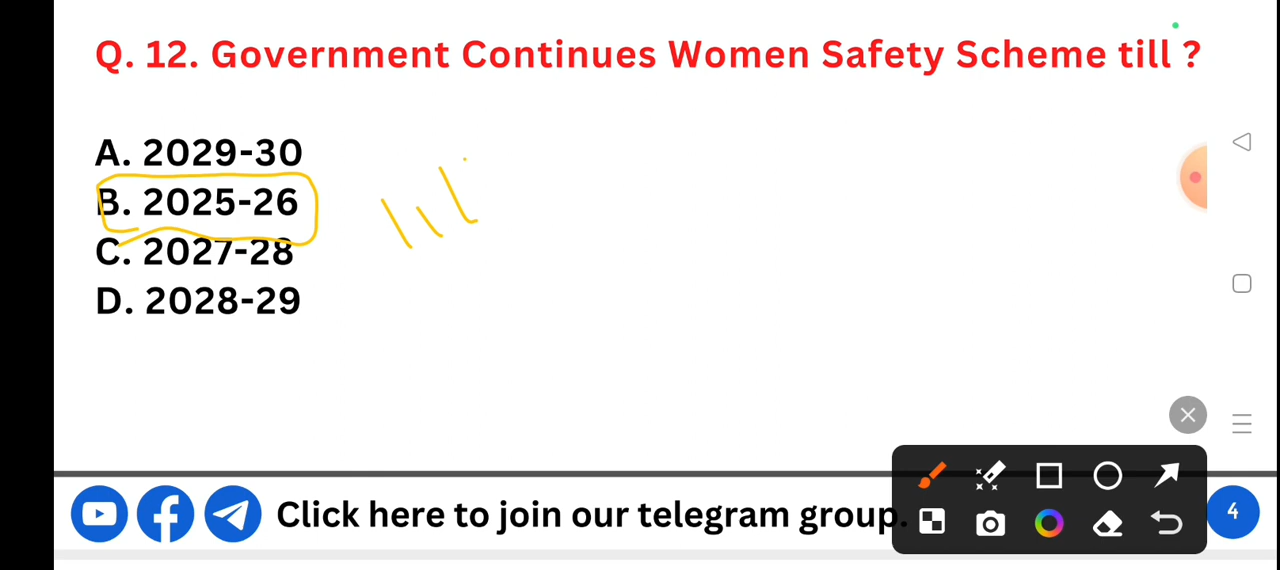 Q. 12. Government Continues Women Safety Scheme till ?
A. 2029-30
B. 2025-26
C. 2027-28
D. 2028-29
Click here to join our telegram group.
4